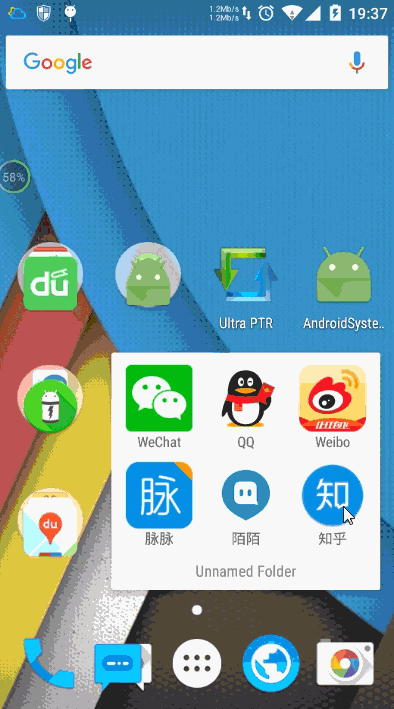 1.2Mb/s
1.2Mb/s
19:37
Google
58%
du
Ultra PTR
AndroidSyste..
WeChat
QQ
Weibo
脉
知
脉脉
陌陌
知乎
du
Unnamed Folder